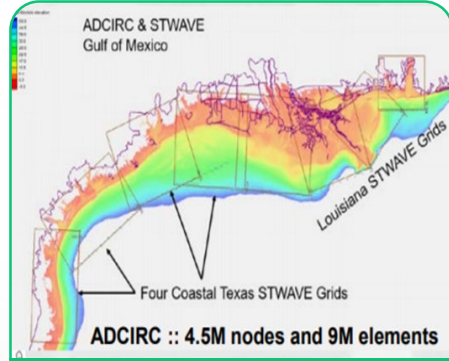 ADCIRC & STWAVE
Gulf of Mexico
Louisiana STWAVE Grids
Four Coastal Texas STWAVE Grids
ADCIRC :: 4.5M nodes and 9M elements